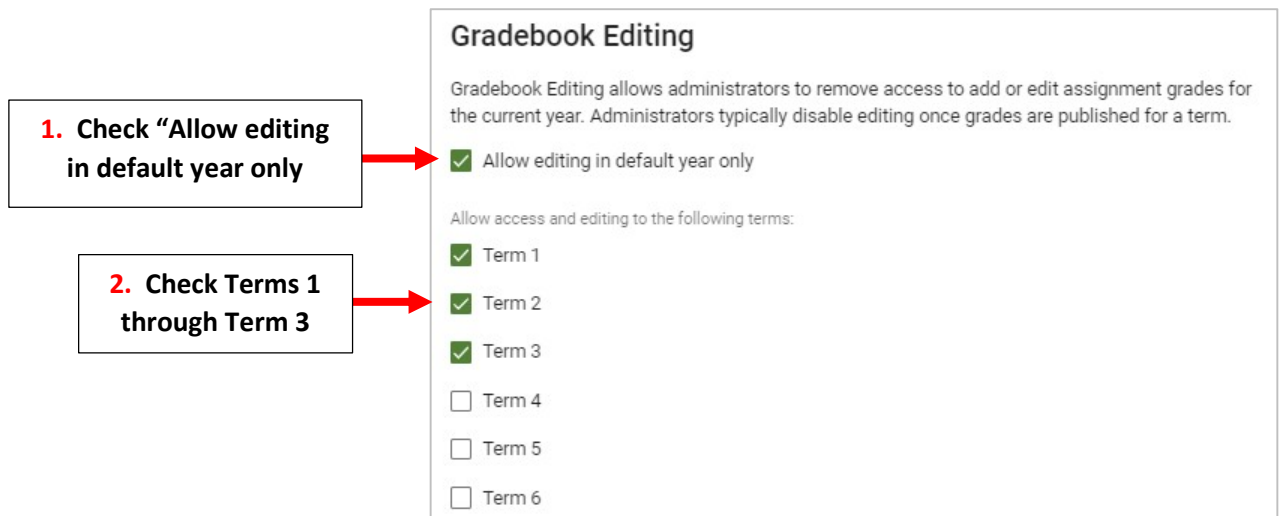 Gradebook Editing
Gradebook Editing allows administrators to remove access to add or edit assignment grades for
the current year. Administrators typically disable editing once grades are published for a term.
1. Check “Allow editing
in default year only
Allow editing in default year only
Allow access and editing to the following terms:
Term 1
2. Check Terms 1
through Term 3
Term 2
Term 3
Term 4
Term 5
Term 6